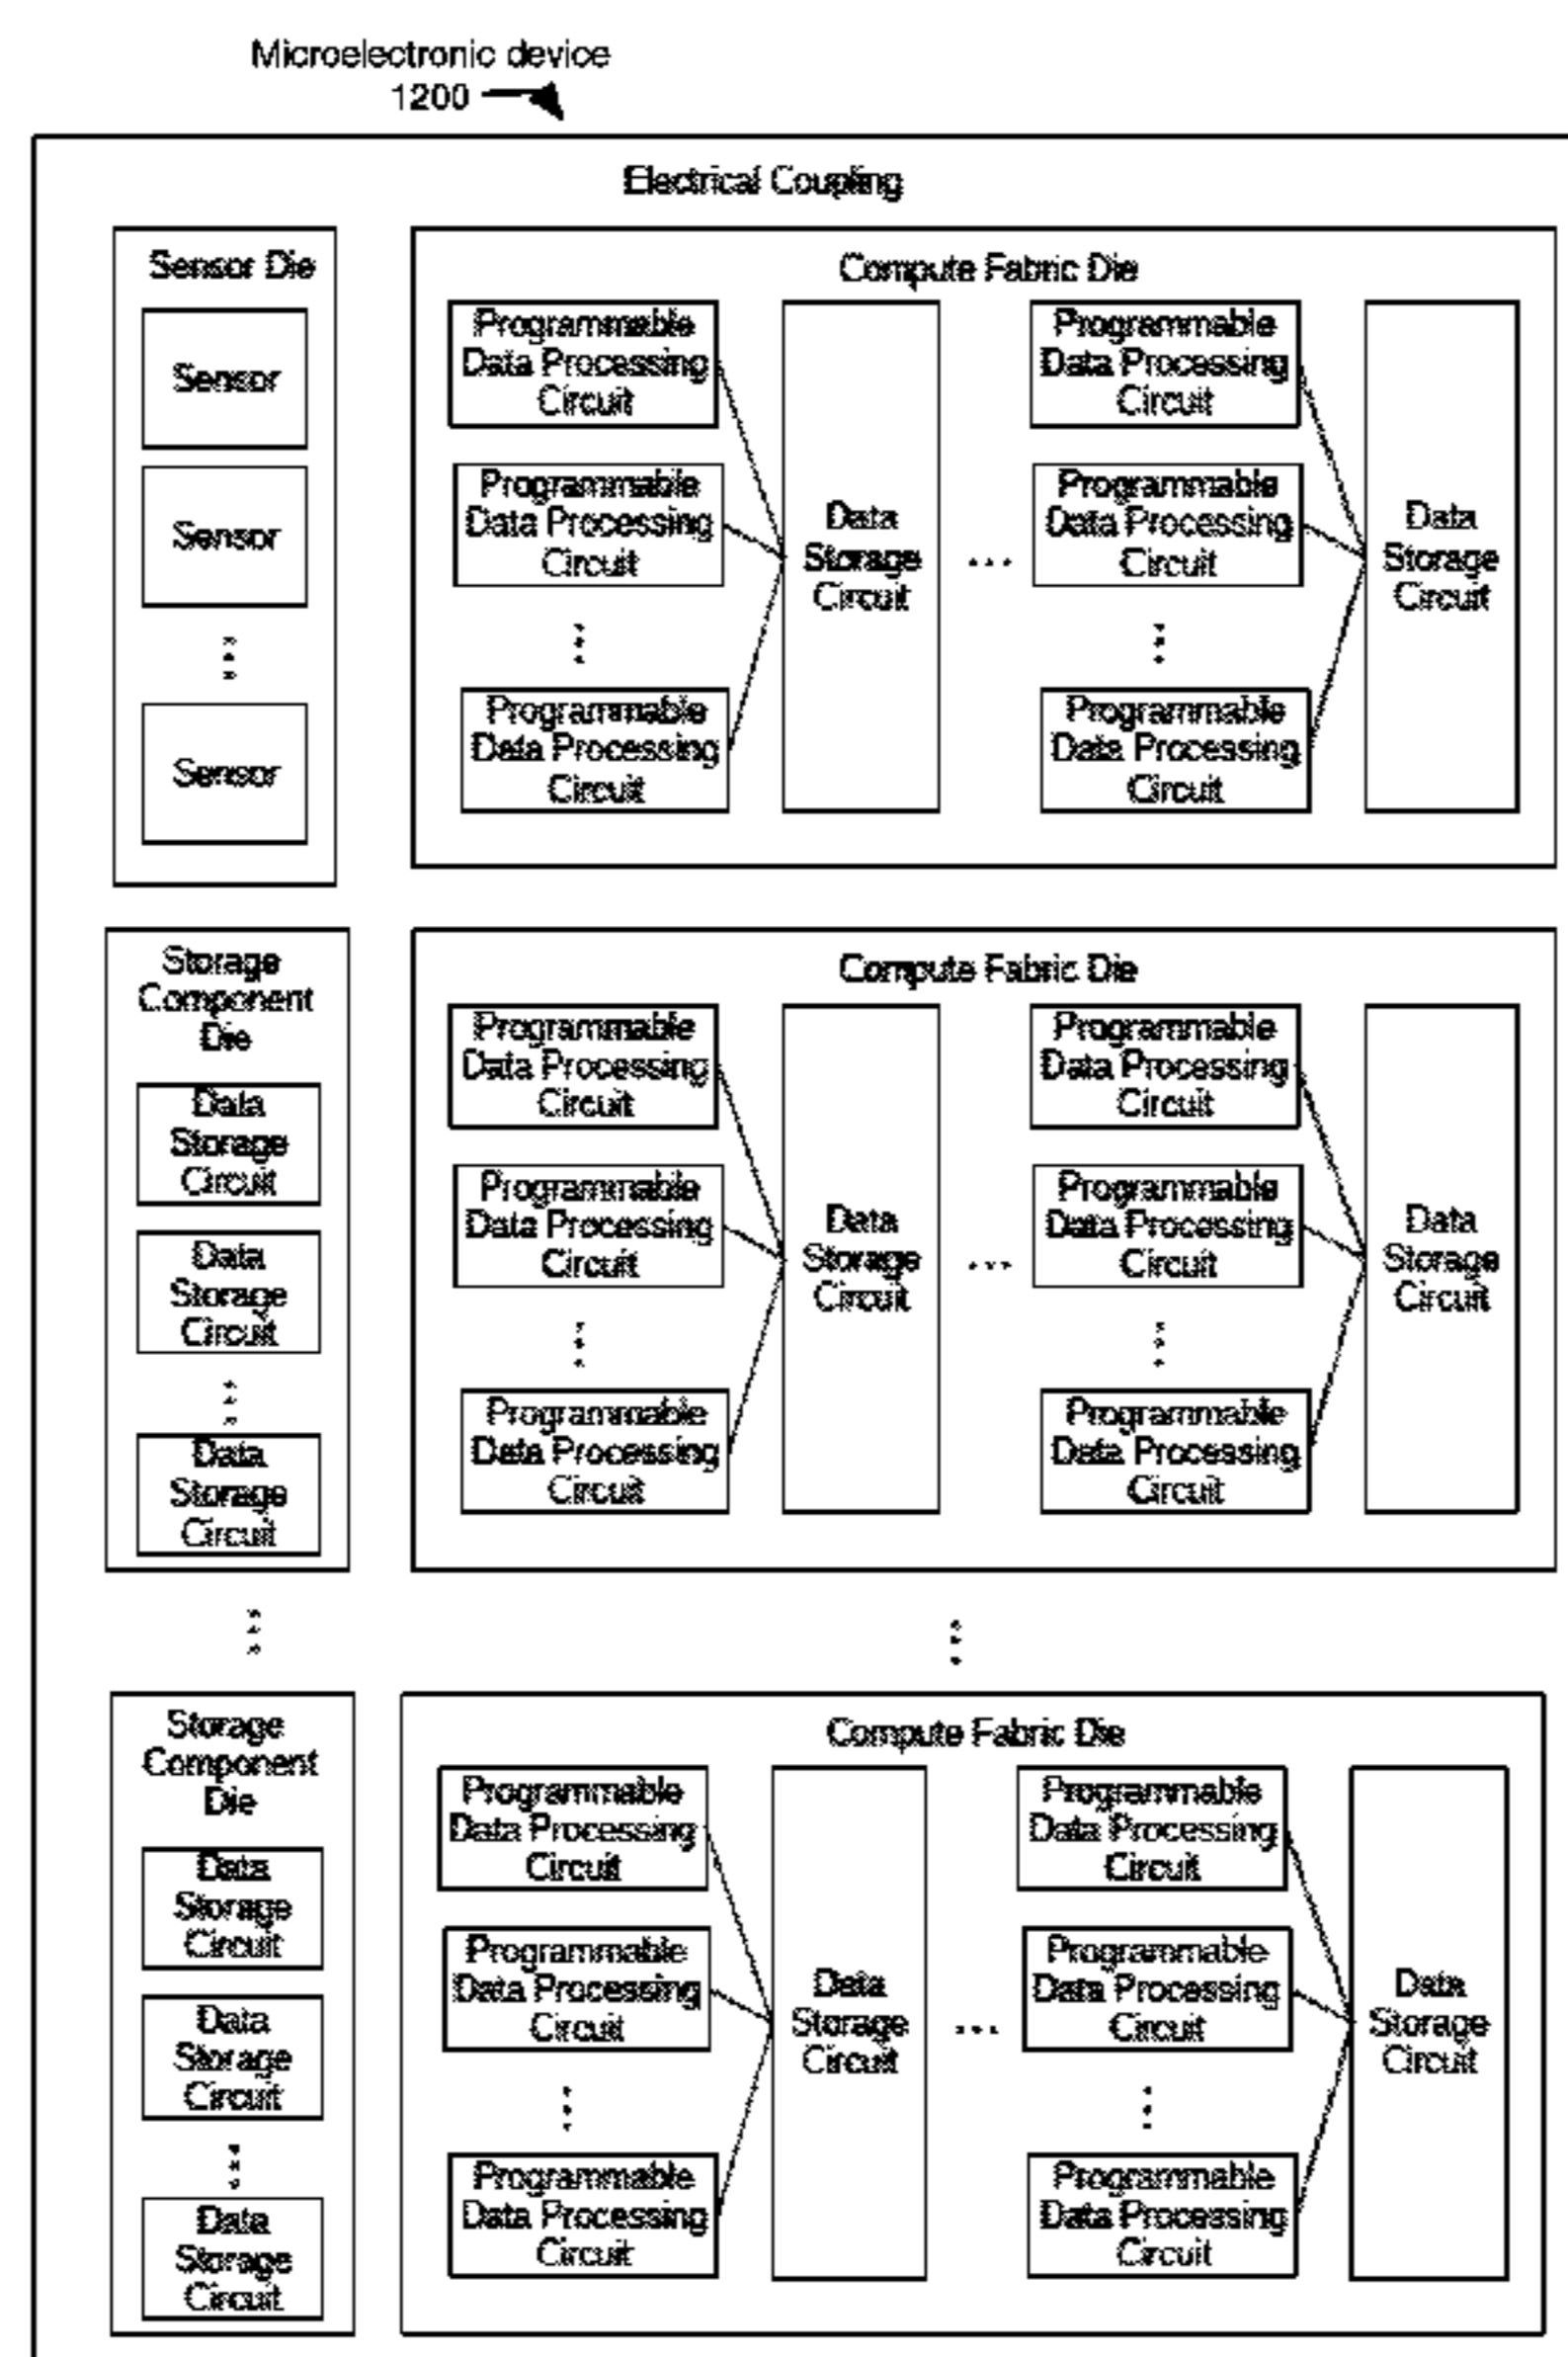 Microelectronic device
1200
Electrical Coupling
Sensor Die
Sensor
Sensor
Sensor
Compute Fabric Die
Programmable
Data Processing
Circuit
Programmable
Data Processing
Circuit
Programmable
Data Processing
Circuit
Data
Storage
Circuit
...
Programmable
Data Processing
Circuit
Programmable
Data Processing
Circuit
Programmable
Data Processing
Circuit
Data
Storage
Circuit
Storage
Component
Die
Data
Storage
Circuit
Data
Storage
Circuit
Data
Storage
Circuit
Compute Fabric Die
Programmable
Data Processing
Circuit
Programmable
Data Processing
Circuit
Programmable
Data Processing
Circuit
Data
Storage
Circuit
...
Programmable
Data Processing
Circuit
Programmable
Data Processing
Circuit
Programmable
Data Processing
Circuit
Data
Storage
Circuit
Storage
Component
Die
Data
Storage
Circuit
Data
Storage
Circuit
Data
Storage
Circuit
Compute Fabric Die
Programmable
Data Processing
Circuit
Programmable
Data Processing
Circuit
Programmable
Data Processing
Circuit
Data
Storage
Circuit
...
Programmable
Data Processing
Circuit
Programmable
Data Processing
Circuit
Programmable
Data Processing
Circuit
Data
Storage
Circuit